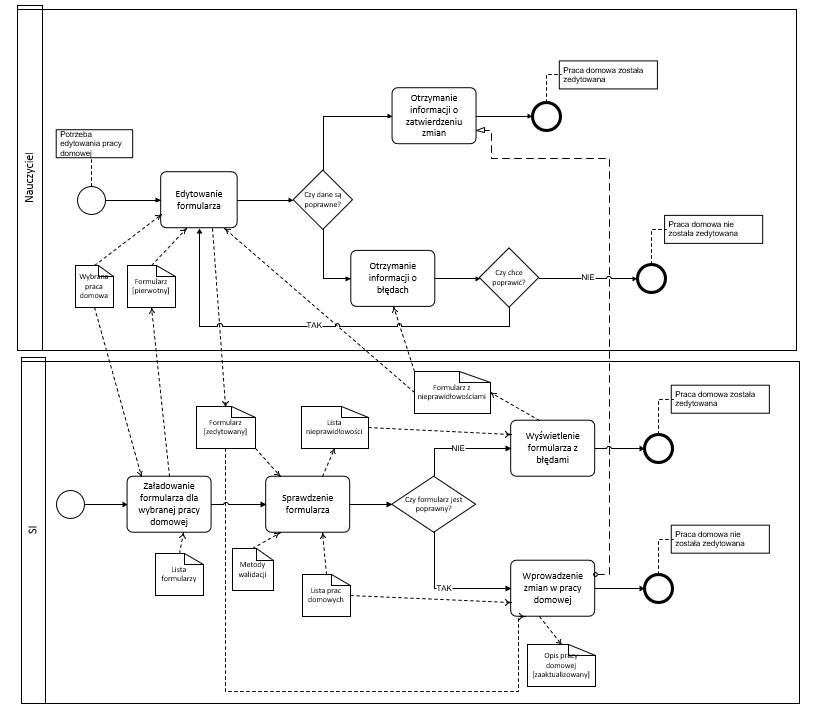 Nauczyciel
Praca domowa została
zedytowana
Otrzymanie
informacji o
zatwierdzeniu
zmian
Potrzeba
edytowania pracy
domowej
Edytowanie
formularza
Czy dane są
poprawne?
Praca domowa nie
została zedytowana
Otrzymanie
informacji o
błędach
Czy chce
poprawić?
NIE
Wybrana
praca
domowa
Formularz
[pierwotny]
TAK
SI
Formularz z
nieprawidłowościami
Praca domowa została
zedytowana
Formularz
[zedytowany]
Lista
nieprawidłowości
Wyświetlenie
formularza z
błędami
NIE
Załadowanie
formularza dla
wybranej pracy
domowej
Sprawdzenie
formularza
Czy formularz jest
poprawny?
Praca domowa nie
została zedytowana
Lista
formularzy
Metody
walidacji
Lista prac
domowych
TAK
Wprowadzenie
zmian w pracy
domowej
Opis pracy
domowej
[zaaktualizowany]